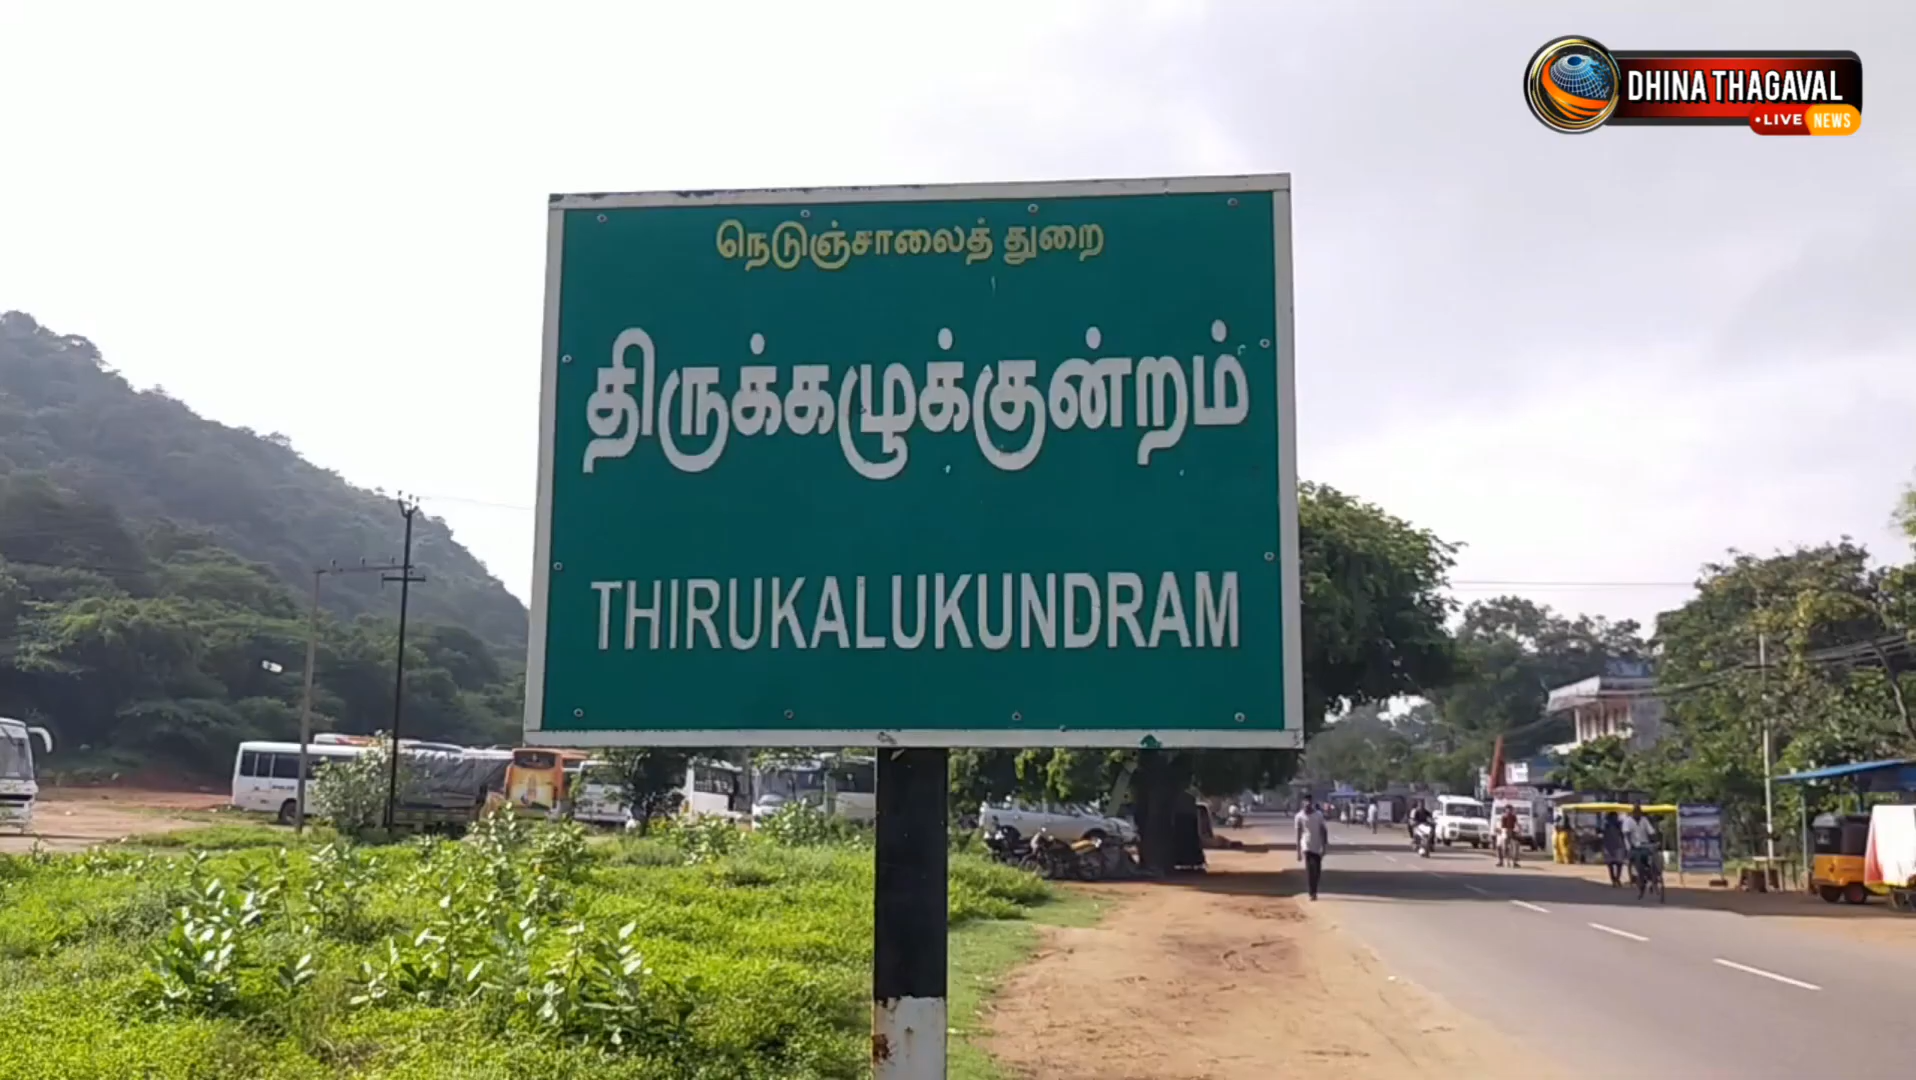 DHINA THAGAVAL
• LIVE NEWS
நெடுஞ்சாலைத் துறை
திருக்கழுக்குன்றம்
THIRUKALUKUNDRAM